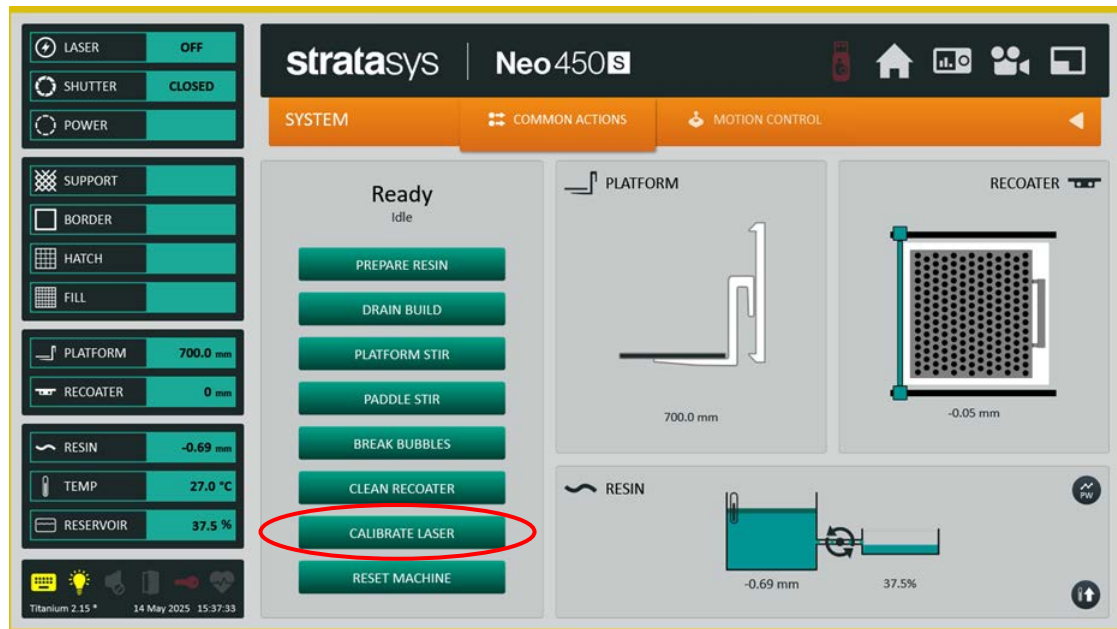 LASER OFF
SHUTTER CLOSED
POWER
SUPPORT
BORDER
HATCH
FILL
PLATFORM 700.0 mm
RECOATER 0 mm
RESIN -0.69 mm
TEMP 27.0 °C
RESERVOIR 37.5 %
Titanium 2.15 * 14 May 2025 15:37:33
stratasys Neo450S
SYSTEM COMMON ACTIONS MOTION CONTROL
Ready
Idle
PREPARE RESIN
DRAIN BUILD
PLATFORM STIR
PADDLE STIR
BREAK BUBBLES
CLEAN RECOATER
CALIBRATE LASER
RESET MACHINE
PLATFORM
700.0 mm
RECOATER
-0.05 mm
RESIN
PW
-0.69 mm 37.5%